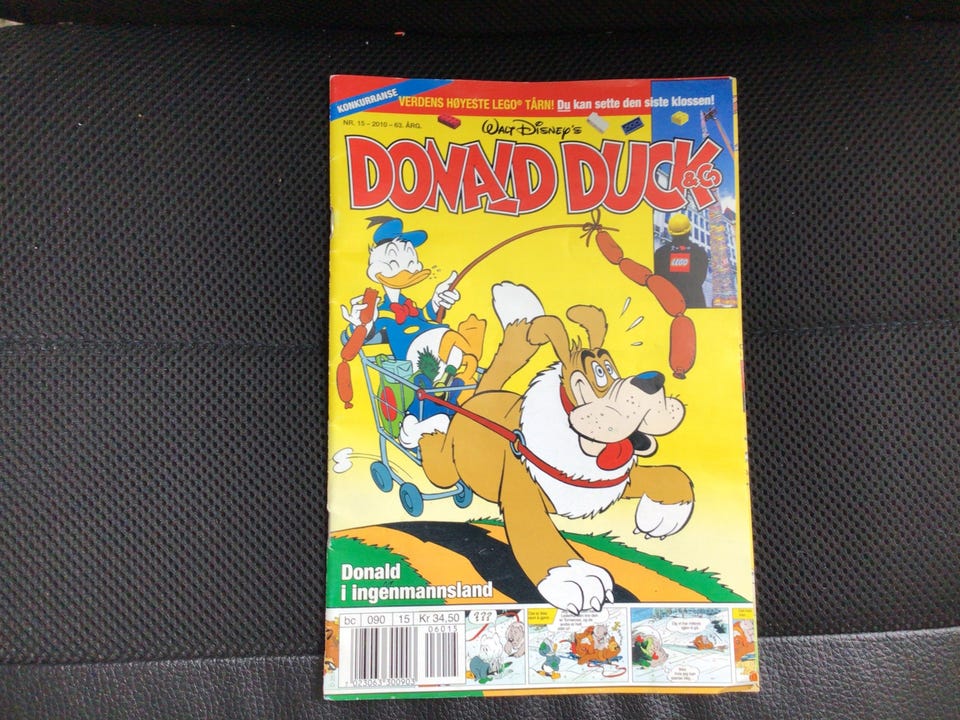 KONKURRANSE
VERDENS HØYESTE LEGO® TÅRN! Du kan sette den siste klossen!
NR. 15 – 2010 – 63. ÅRG.
WALT DISNEY'S
DONALD DUCK & Co
LEGO
Donald
i ingenmannsland
bc 090 15 Kr 34,50
06015
???